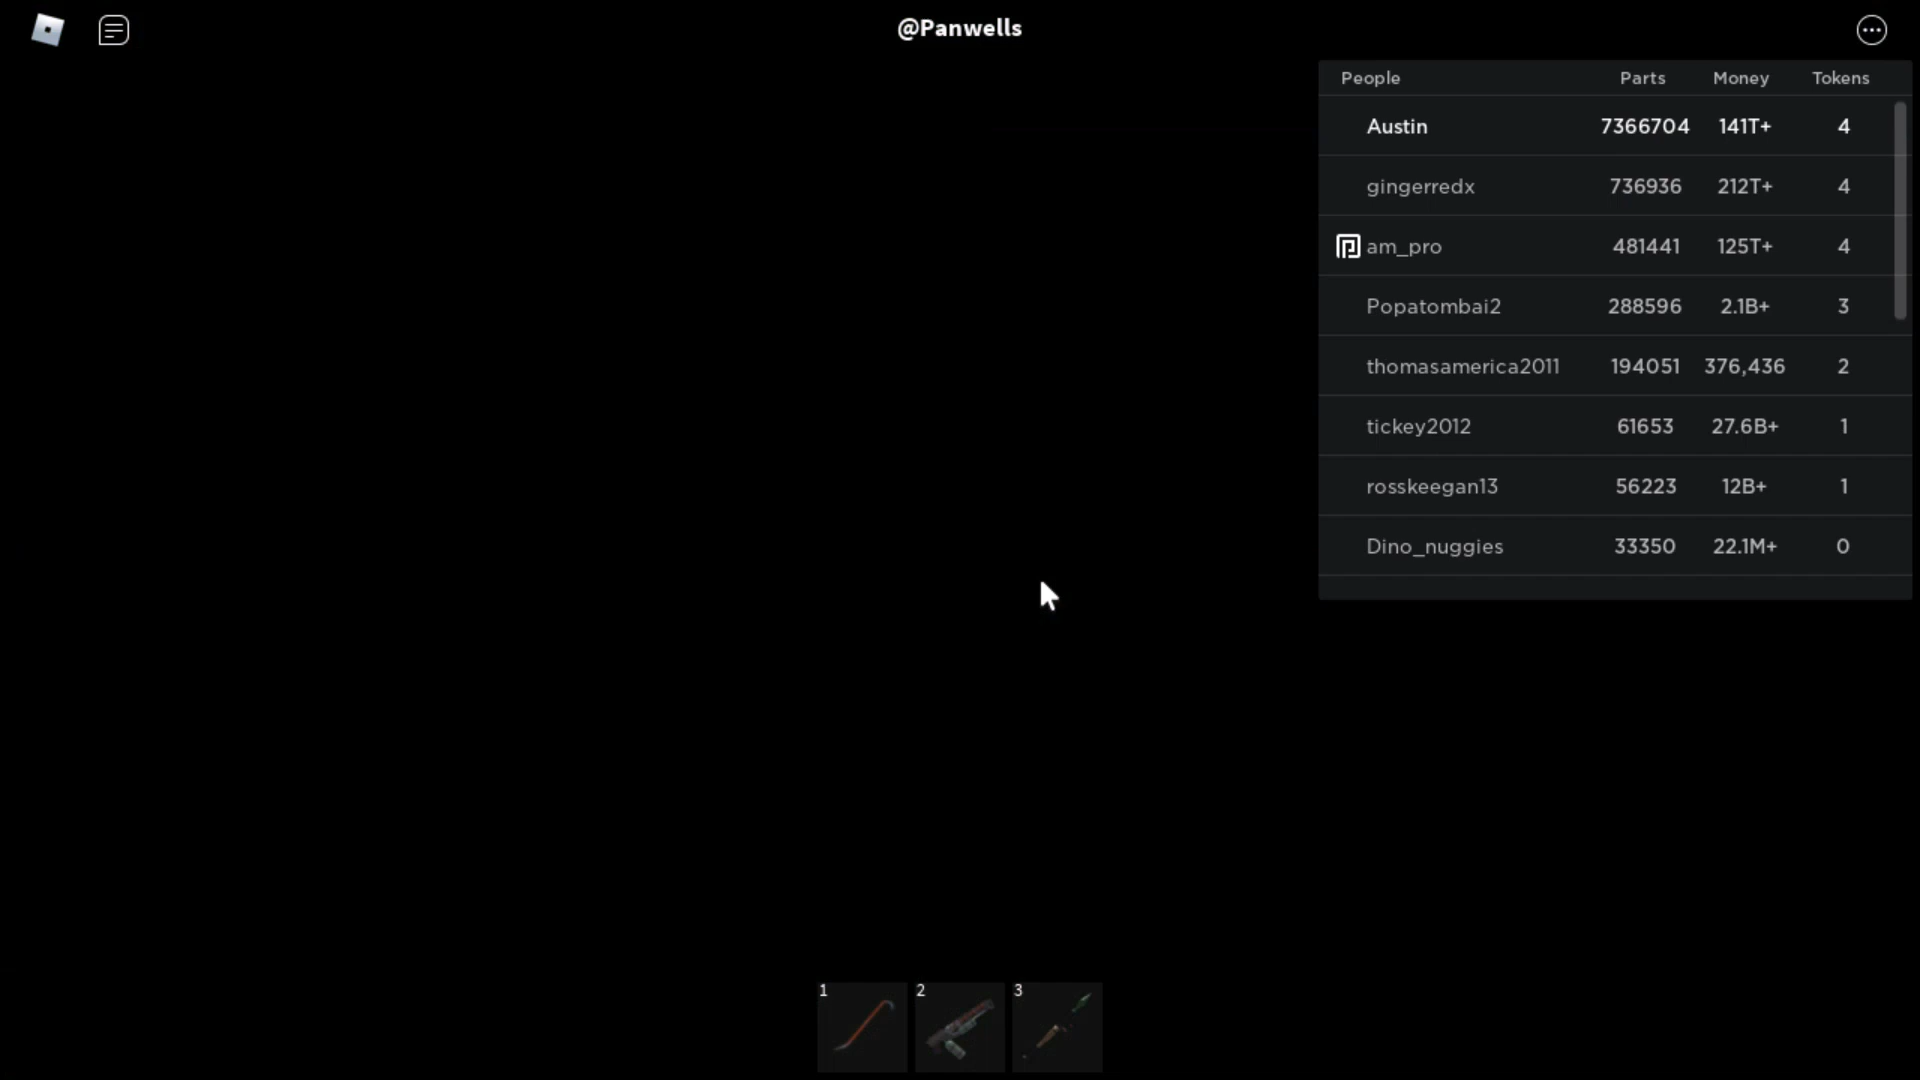 @Panwells
People Parts Money Tokens
Austin 7366704 141T+ 4
gingerredx 736936 212T+ 4
am_pro 481441 125T+ 4
Popatombai2 288596 2.1B+ 3
thomasamerica2011 194051 376,436 2
tickey2012 61653 27.6B+ 1
rosskeegan13 56223 12B+ 1
Dino_nuggies 33350 22.1M+ 0
1 2 3